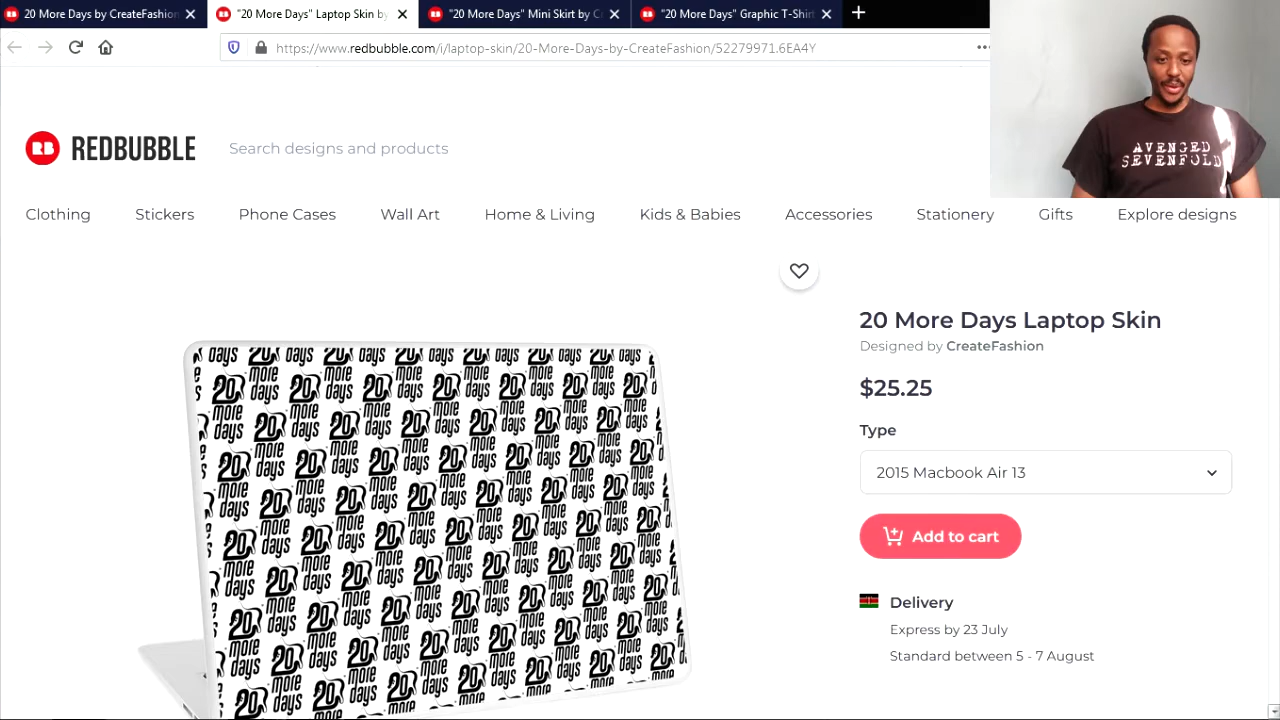 20 More Days by CreateFashion
"20 More Days" Laptop Skin by
"20 More Days" Mini Skirt by C
"20 More Days" Graphic T-Shirt
https://www.redbubble.com/i/laptop-skin/20-More-Days-by-CreateFashion/52279971.6EA4Y
AVENGED
SEVENFOLD
RB REDBUBBLE
Search designs and products
Clothing Stickers Phone Cases Wall Art Home & Living Kids & Babies Accessories Stationery Gifts Explore designs
20 More Days Laptop Skin
Designed by CreateFashion
$25.25
Type
2015 Macbook Air 13
Add to cart
Delivery
Express by 23 July
Standard between 5 - 7 August
20 more days